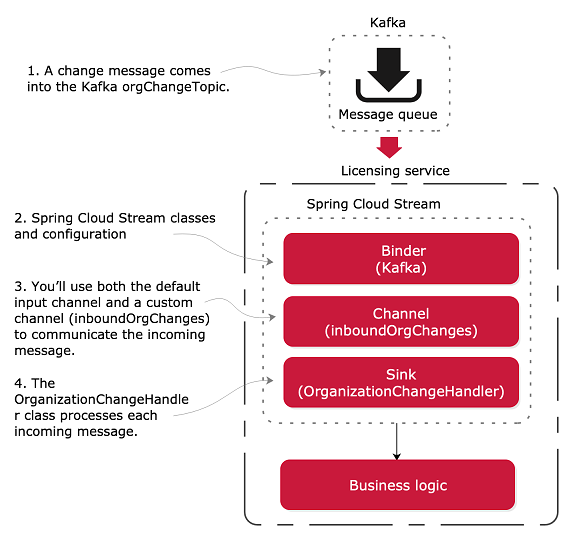 Kafka
1. A change message comes
into the Kafka orgChangeTopic.
Message queue
Licensing service
Spring Cloud Stream
2. Spring Cloud Stream classes
and configuration
Binder
(Kafka)
3. You’ll use both the default
input channel and a custom
channel (inboundOrgChanges)
to communicate the incoming
message.
Channel
(inboundOrgChanges)
4. The
OrganizationChangeHandle
r class processes each
incoming message.
Sink
(OrganizationChangeHandler)
Business logic